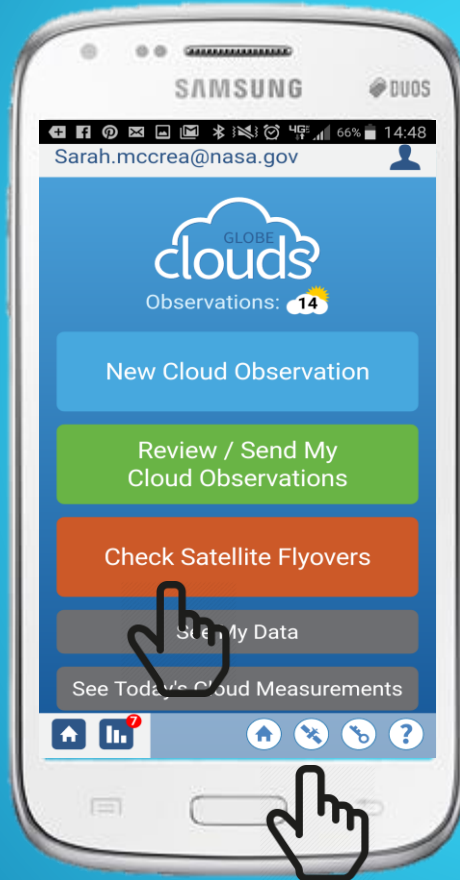 SAMSUNG DUOS
4G 66% 14:48
Sarah.mccrea@nasa.gov
GLOBE
clouds
Observations: 14
New Cloud Observation
Review / Send My
Cloud Observations
Check Satellite Flyovers
See My Data
See Today's Cloud Measurements
7
?